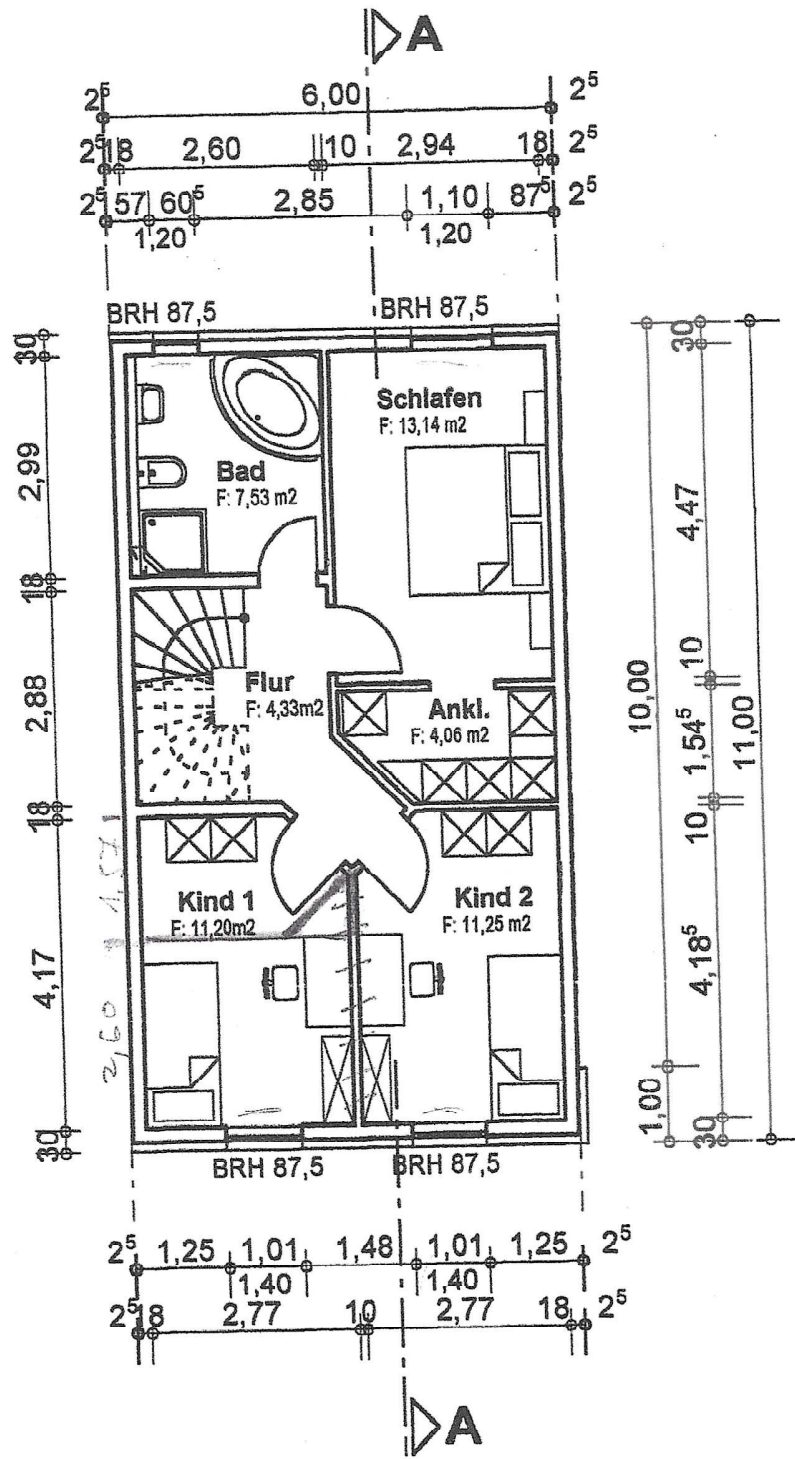 A
2⁵ 6,00 2⁵
2⁵ 18 2,60 10 2,94 18 2⁵
2⁵ 57 60⁵ 2,85 1,10 87⁵ 2⁵
1,20 1,20
BRH 87,5 BRH 87,5
30
2,99
18
2,88
18
4,17
30
Schlafen
F: 13,14 m2
Bad
F: 7,53 m2
Flur
F: 4,33m2
Ankl.
F: 4,06 m2
Kind 1
F: 11,20m2
Kind 2
F: 11,25 m2
2,60
1,57
10,00
1,00
30
4,47
10
1,54⁵
10
4,18⁵
30
11,00
BRH 87,5 BRH 87,5
2⁵ 1,25 1,01 1,48 1,01 1,25 2⁵
1,40 1,40
2⁵ 18 2,77 10 2,77 18 2⁵
A